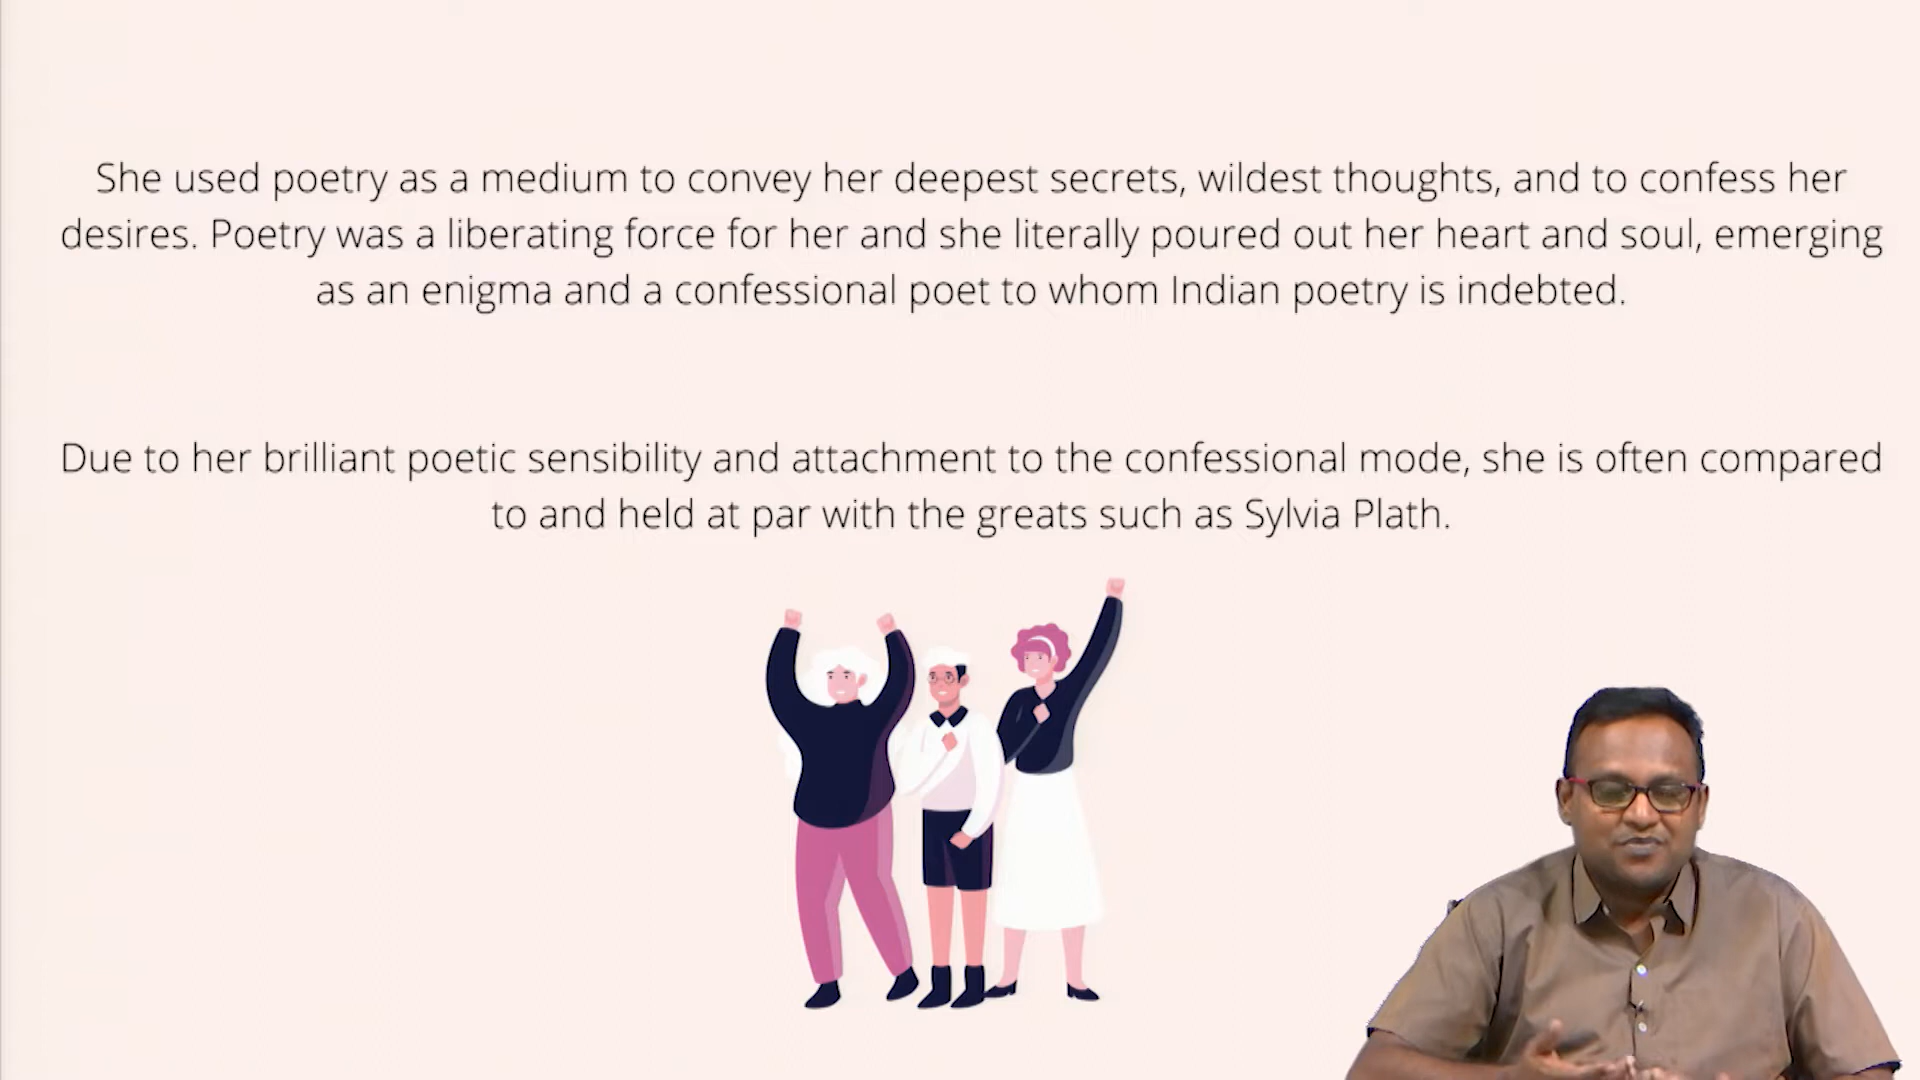 She used poetry as a medium to convey her deepest secrets, wildest thoughts, and to confess her
desires. Poetry was a liberating force for her and she literally poured out her heart and soul, emerging
as an enigma and a confessional poet to whom Indian poetry is indebted.
Due to her brilliant poetic sensibility and attachment to the confessional mode, she is often compared
to and held at par with the greats such as Sylvia Plath.